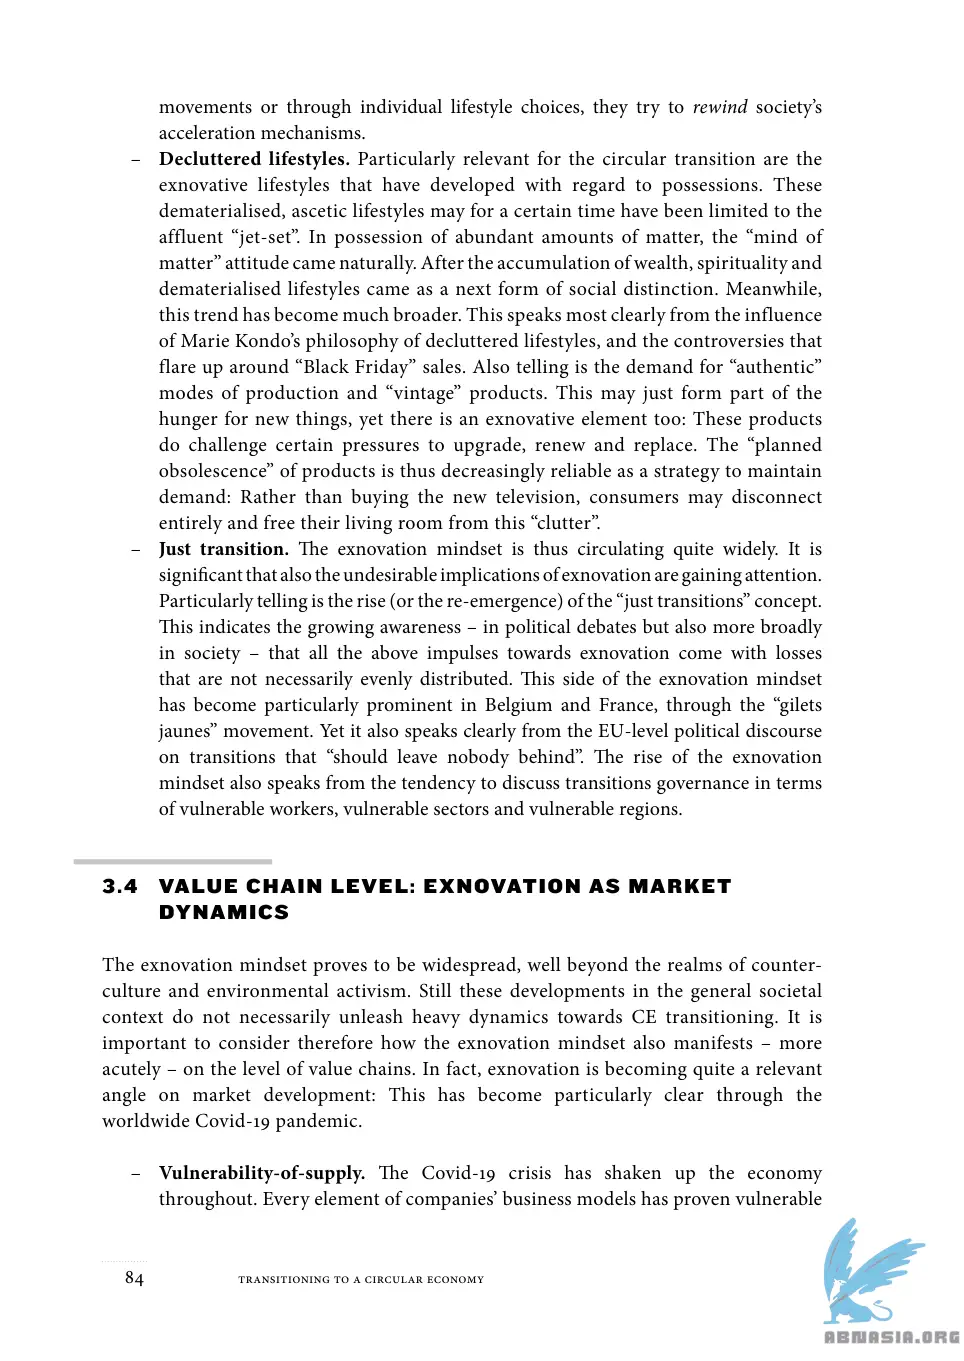 movements or through individual lifestyle choices, they try to rewind society’s
acceleration mechanisms.
– Decluttered lifestyles. Particularly relevant for the circular transition are the
exnovative lifestyles that have developed with regard to possessions. These
dematerialised, ascetic lifestyles may for a certain time have been limited to the
affluent “jet-set”. In possession of abundant amounts of matter, the “mind of
matter” attitude came naturally. After the accumulation of wealth, spirituality and
dematerialised lifestyles came as a next form of social distinction. Meanwhile,
this trend has become much broader. This speaks most clearly from the influence
of Marie Kondo’s philosophy of decluttered lifestyles, and the controversies that
flare up around “Black Friday” sales. Also telling is the demand for “authentic”
modes of production and “vintage” products. This may just form part of the
hunger for new things, yet there is an exnovative element too: These products
do challenge certain pressures to upgrade, renew and replace. The “planned
obsolescence” of products is thus decreasingly reliable as a strategy to maintain
demand: Rather than buying the new television, consumers may disconnect
entirely and free their living room from this “clutter”.
– Just transition. The exnovation mindset is thus circulating quite widely. It is
significant that also the undesirable implications of exnovation are gaining attention.
Particularly telling is the rise (or the re-emergence) of the “just transitions” concept.
This indicates the growing awareness – in political debates but also more broadly
in society – that all the above impulses towards exnovation come with losses
that are not necessarily evenly distributed. This side of the exnovation mindset
has become particularly prominent in Belgium and France, through the “gilets
jaunes” movement. Yet it also speaks clearly from the EU-level political discourse
on transitions that “should leave nobody behind”. The rise of the exnovation
mindset also speaks from the tendency to discuss transitions governance in terms
of vulnerable workers, vulnerable sectors and vulnerable regions.
3.4 VALUE CHAIN LEVEL: EXNOVATION AS MARKET
DYNAMICS
The exnovation mindset proves to be widespread, well beyond the realms of counter-
culture and environmental activism. Still these developments in the general societal
context do not necessarily unleash heavy dynamics towards CE transitioning. It is
important to consider therefore how the exnovation mindset also manifests – more
acutely – on the level of value chains. In fact, exnovation is becoming quite a relevant
angle on market development: This has become particularly clear through the
worldwide Covid-19 pandemic.
– Vulnerability-of-supply. The Covid-19 crisis has shaken up the economy
throughout. Every element of companies’ business models has proven vulnerable
84 TRANSITIONING TO A CIRCULAR ECONOMY
ABNASIA.ORG